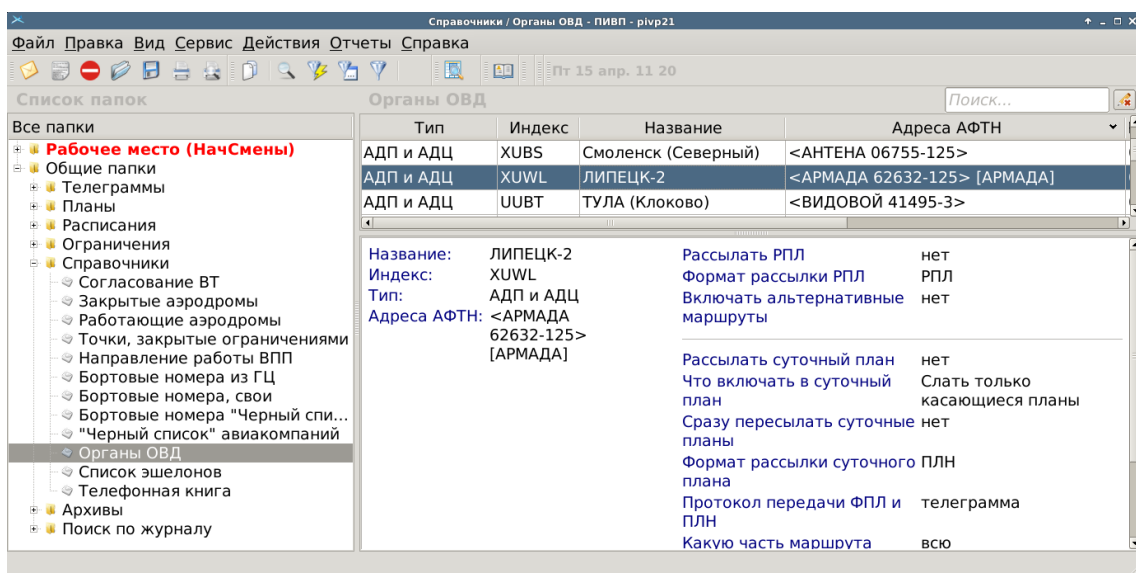 Справочники / Органы ОВД - ПИВП - pivp21
Файл Правка Вид Сервис Действия Отчеты Справка
Пт 15 апр. 11 20
Список папок
Органы ОВД
Поиск...
Все папки
Рабочее место (НачСмены)
Общие папки
Телеграммы
Планы
Расписания
Ограничения
Справочники
Согласование ВТ
Закрытые аэродромы
Работающие аэродромы
Точки, закрытые ограничениями
Направление работы ВПП
Бортовые номера из ГЦ
Бортовые номера, свои
Бортовые номера "Черный спи...
"Черный список" авиакомпаний
Органы ОВД
Список эшелонов
Телефонная книга
Архивы
Поиск по журналу
Тип Индекс Название Адреса АФТН
АДП и АДЦ XUBS Смоленск (Северный) <АНТЕНА 06755-125>
АДП и АДЦ XUWL ЛИПЕЦК-2 <АРМАДА 62632-125> [АРМАДА]
АДП и АДЦ UUBT ТУЛА (Клоково) <ВИДОВОЙ 41495-3>
Название: ЛИПЕЦК-2
Индекс: XUWL
Тип: АДП и АДЦ
Адреса АФТН: <АРМАДА
62632-125>
[АРМАДА]
Рассылать РПЛ нет
Формат рассылки РПЛ РПЛ
Включать альтернативные нет
маршруты
Рассылать суточный план нет
Что включать в суточный Слать только
план касающиеся планы
Сразу пересылать суточные нет
планы
Формат рассылки суточного ПЛН
плана
Протокол передачи ФПЛ и телеграмма
ПЛН
Какую часть маршрута всю